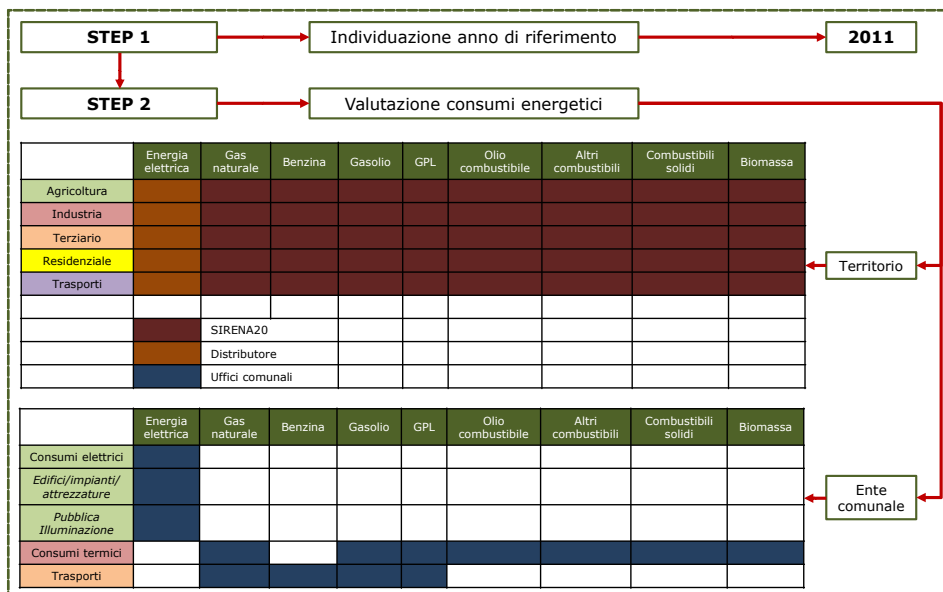 STEP 1
Individuazione anno di riferimento
2011
STEP 2
Valutazione consumi energetici
Energia
elettrica
Gas
naturale
Benzina
Gasolio
GPL
Olio
combustibile
Altri
combustibili
Combustibili
solidi
Biomassa
Agricoltura
Industria
Terziario
Residenziale
Trasporti
Territorio
SIRENA20
Distributore
Uffici comunali
Energia
elettrica
Gas
naturale
Benzina
Gasolio
GPL
Olio
combustibile
Altri
combustibili
Combustibili
solidi
Biomassa
Consumi elettrici
Edifici/impianti/
attrezzature
Pubblica
Illuminazione
Consumi termici
Trasporti
Ente
comunale